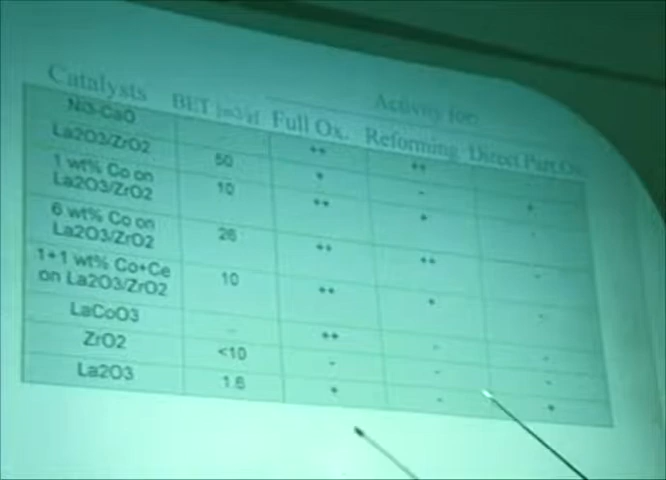 Activity for:
Catalysts BET [m2/g] Full Ox. Reforming Direct Part.Ox.
Ni3-CaO ++ ++ -
La2O3/ZrO2 50 + - +
1 wt% Co on
La2O3/ZrO2 10 ++ + -
6 wt% Co on
La2O3/ZrO2 26 ++ ++ -
1+1 wt% Co+Ce
on La2O3/ZrO2 10 ++ + -
LaCoO3 - ++ - -
ZrO2 <10 - - -
La2O3 1.6 + - +